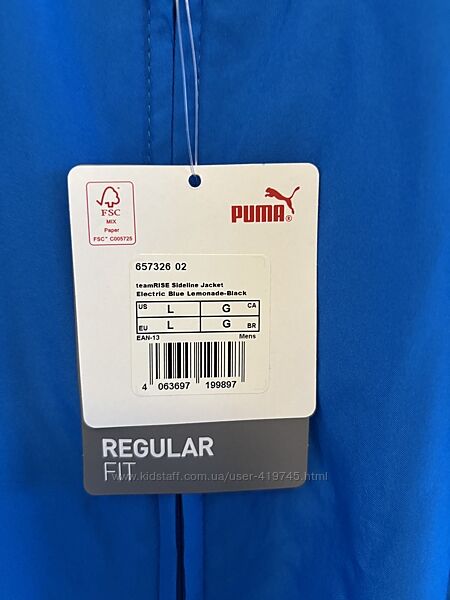 FSC
MIX
Paper
FSC™ C005725
PUMA®
657326 02
teamRISE Sideline Jacket
Electric Blue Lemonade-Black
US L G CA
EU L G BR
EAN-13 Mens
4 063697 199897
REGULAR
FIT
www.kidstaff.com.ua/user-419745.html